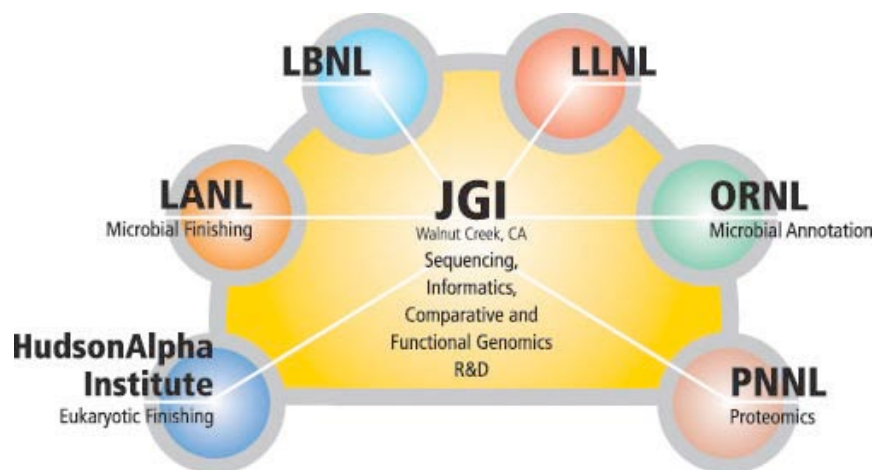 LBNL
LLNL
LANL
Microbial Finishing
JGI
Walnut Creek, CA
Sequencing,
Informatics,
Comparative and
Functional Genomics
R&D
ORNL
Microbial Annotation
HudsonAlpha
Institute
Eukaryotic Finishing
PNNL
Proteomics